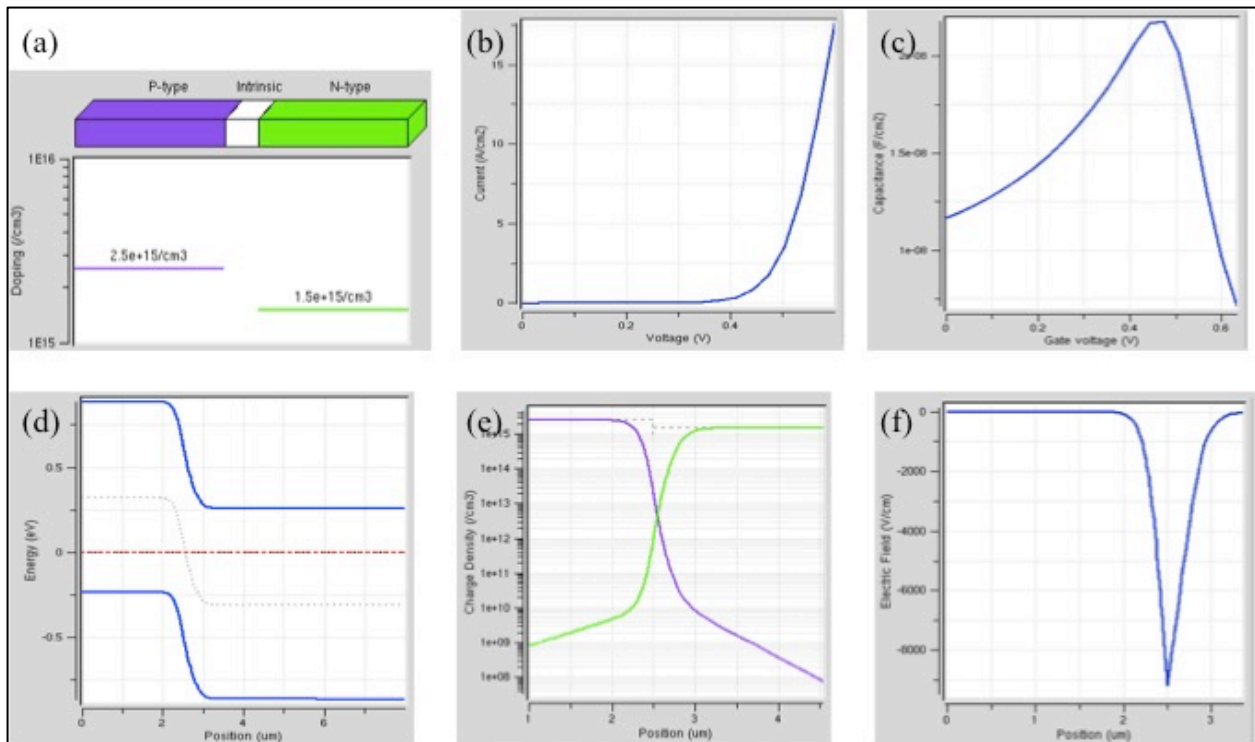 (a)
P-type Intrinsic N-type
1E16
Doping (/cm3)
2.5e+15/cm3
1.5e+15/cm3
1E15
(b)
Current (A/cm2)
15
10
5
0
0 0.2 0.4
Voltage (V)
(c)
Capacitance (F/cm2)
2e-08
1.5e-08
1e-08
0 0.2 0.4 0.6
Gate voltage (V)
(d)
Energy (eV)
0.5
0
-0.5
0 2 4 6
Position (um)
(e)
Charge Density (/cm3)
1e+15
1e+14
1e+13
1e+12
1e+11
1e+10
1e+09
1e+08
1 2 3 4
Position (um)
(f)
Electric Field (V/cm)
0
-2000
-4000
-6000
-8000
0 1 2 3
Position (um)